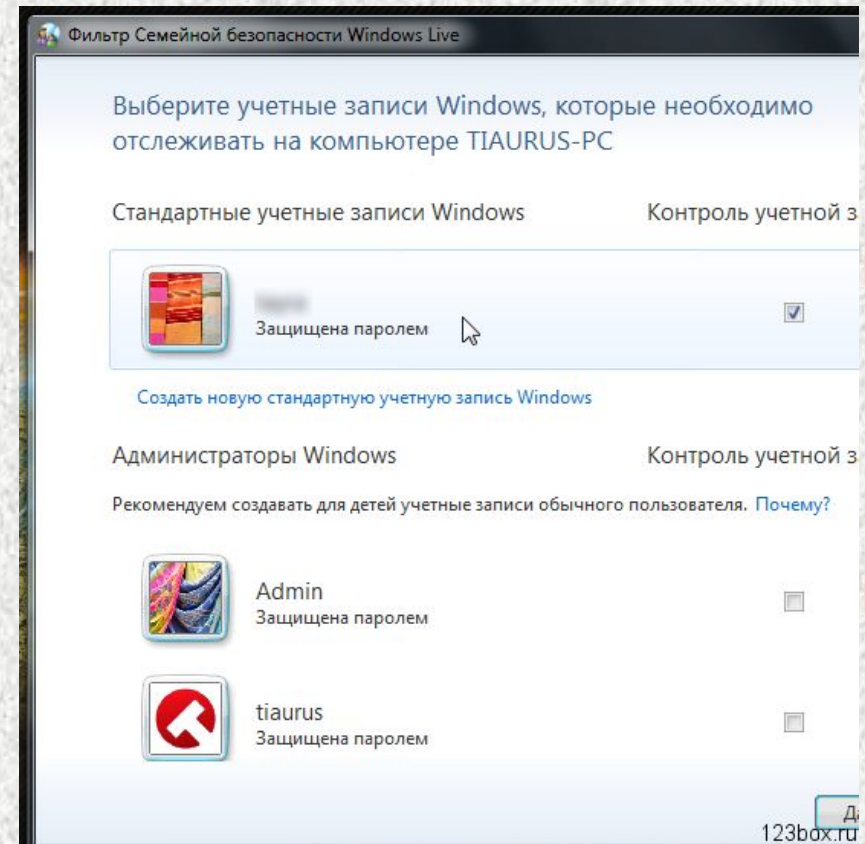 Фильтр Семейной безопасности Windows Live
Выберите учетные записи Windows, которые необходимо
отслеживать на компьютере TIAURUS-PC
Стандартные учетные записи Windows Контроль учетной з
Защищена паролем
Создать новую стандартную учетную запись Windows
Администраторы Windows Контроль учетной з
Рекомендуем создавать для детей учетные записи обычного пользователя. Почему?
Admin
Защищена паролем
tiaurus
Защищена паролем
Да
123box.ru